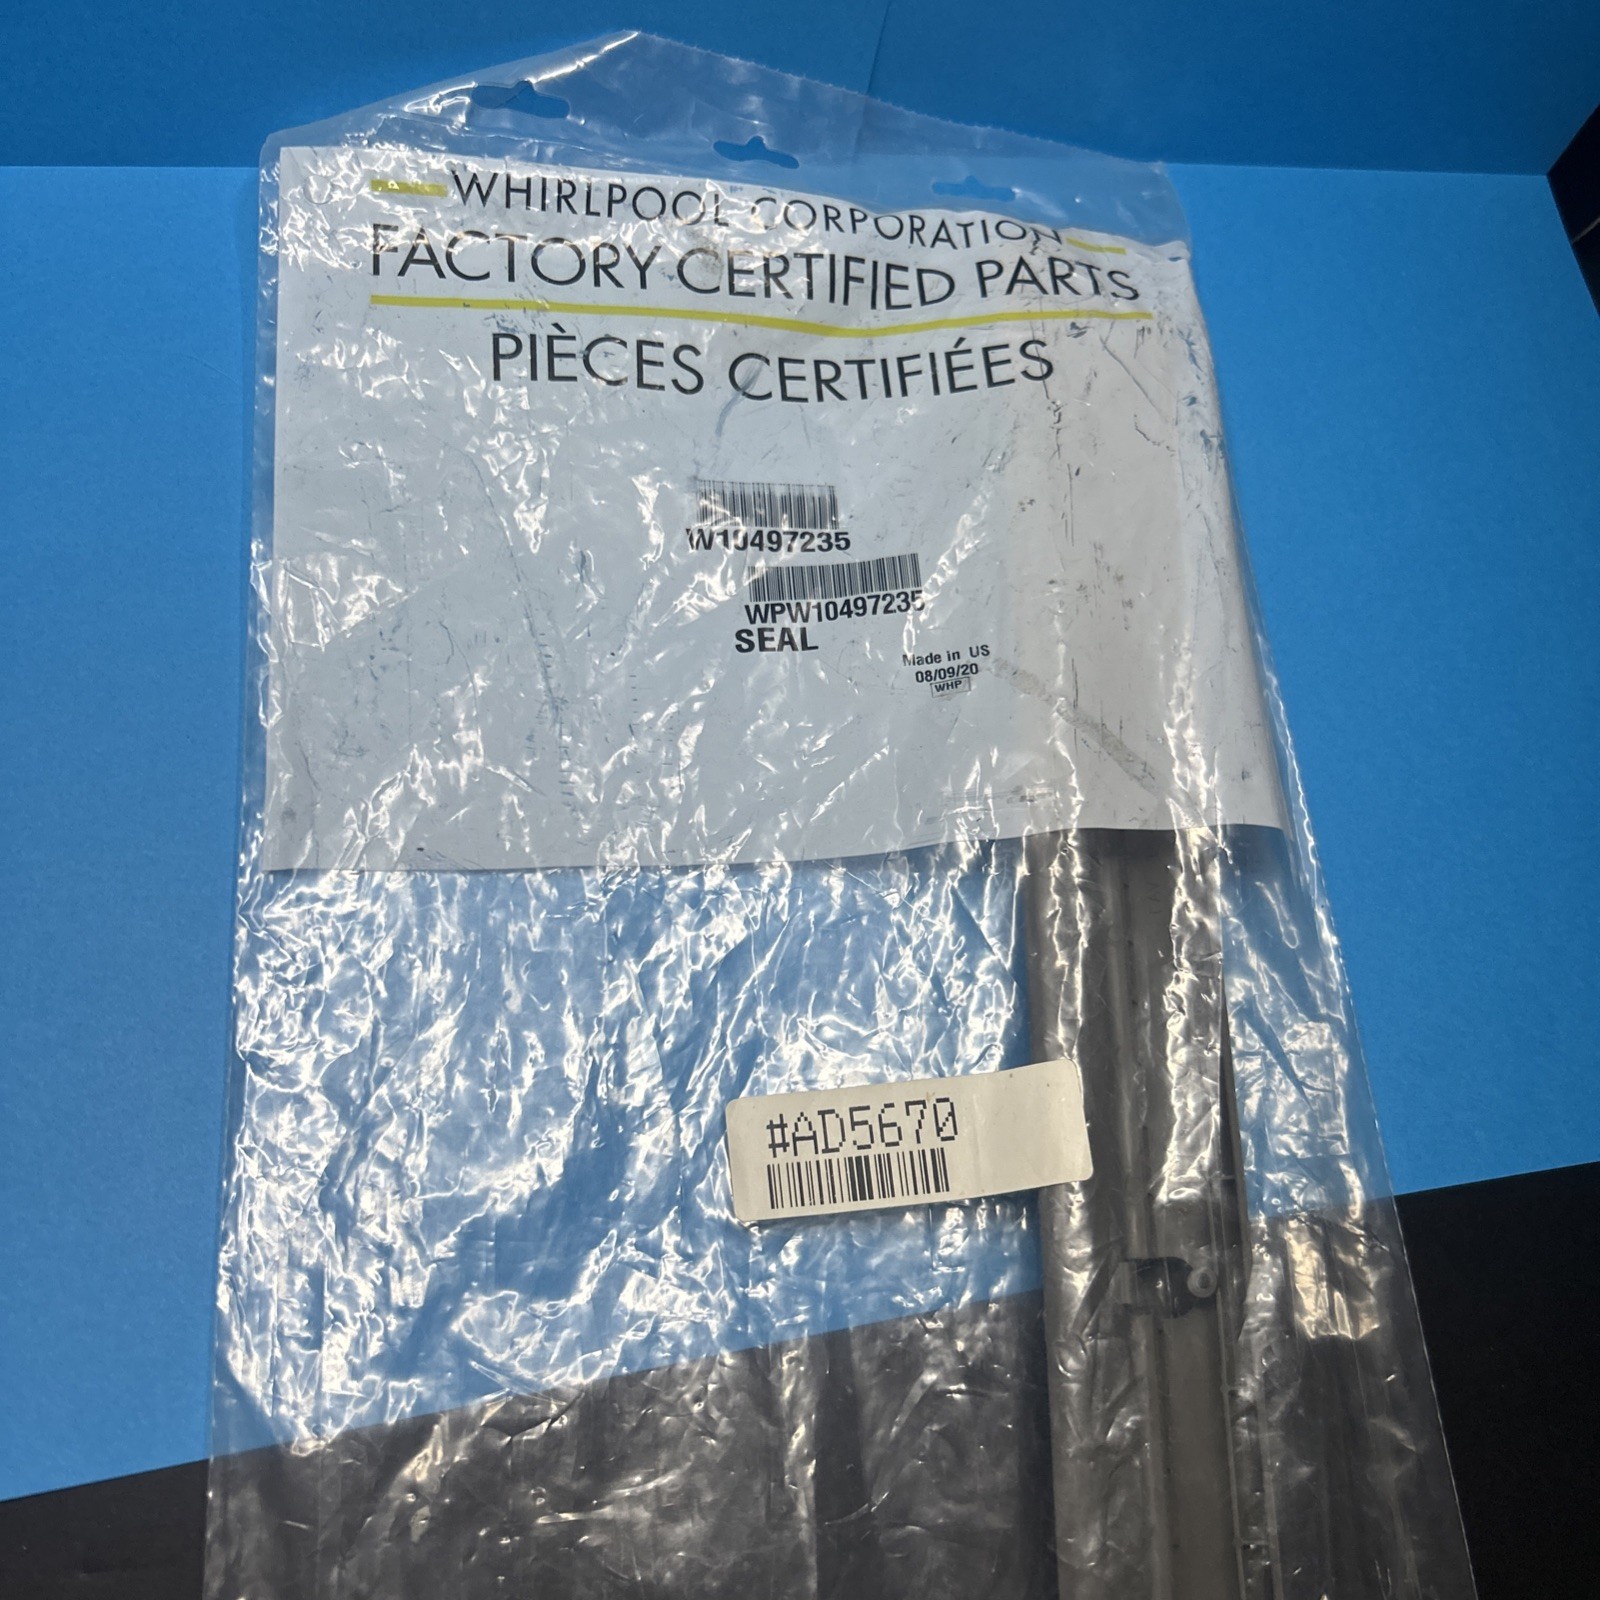 WHIRLPOOL CORPORATION
FACTORY CERTIFIED PARTS
PIÈCES CERTIFIÉES
W10497235
WPW10497235
SEAL
Made in US
08/09/20
WHP
#AD5670